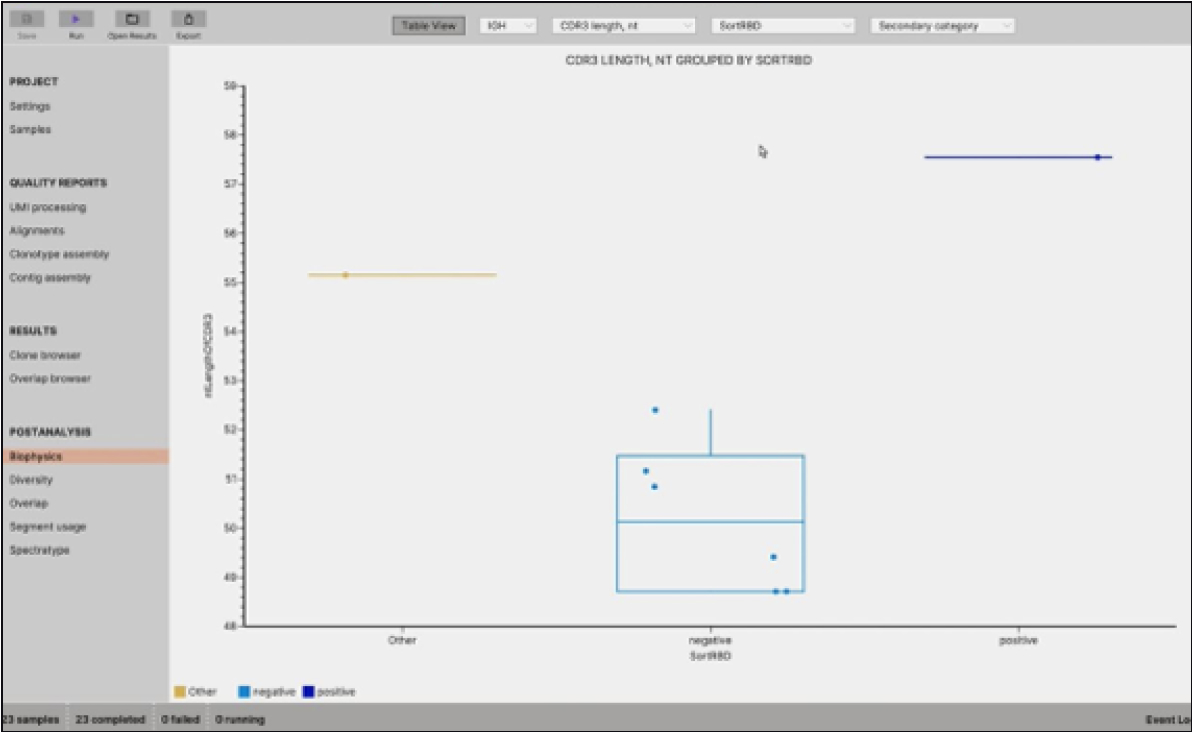 Save Run Open Results Export
Table View IGH CDR3 length, nt SortRBD Secondary category
CDR3 LENGTH, NT GROUPED BY SORTRBD
PROJECT
Settings
Samples
QUALITY REPORTS
UMI processing
Alignments
Clonotype assembly
Contig assembly
RESULTS
Clone browser
Overlap browser
POSTANALYSIS
Biophysics
Diversity
Overlap
Segment usage
Spectratype
ntLengthOfCDR3
59
58
57
56
55
54
53
52
51
50
49
48
Other negative positive
SortRBD
Other negative positive
23 samples 23 completed 0 failed 0 running Event Lo